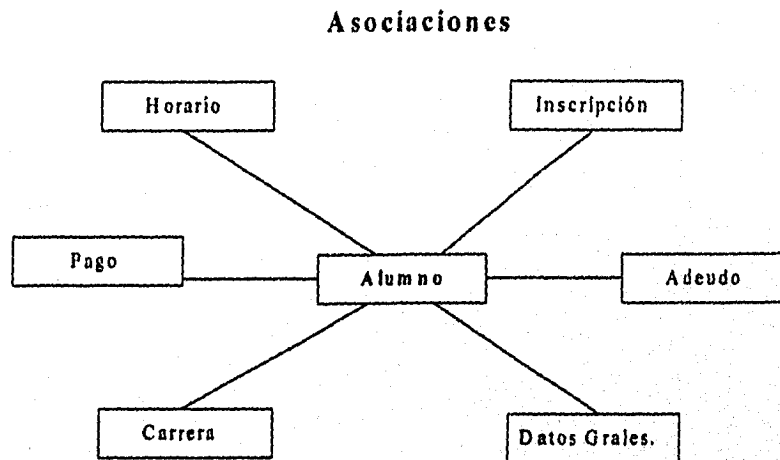 Asociaciones
Horario
Inscripción
Pago
Alumno
Adeudo
Carrera
Datos Grales.